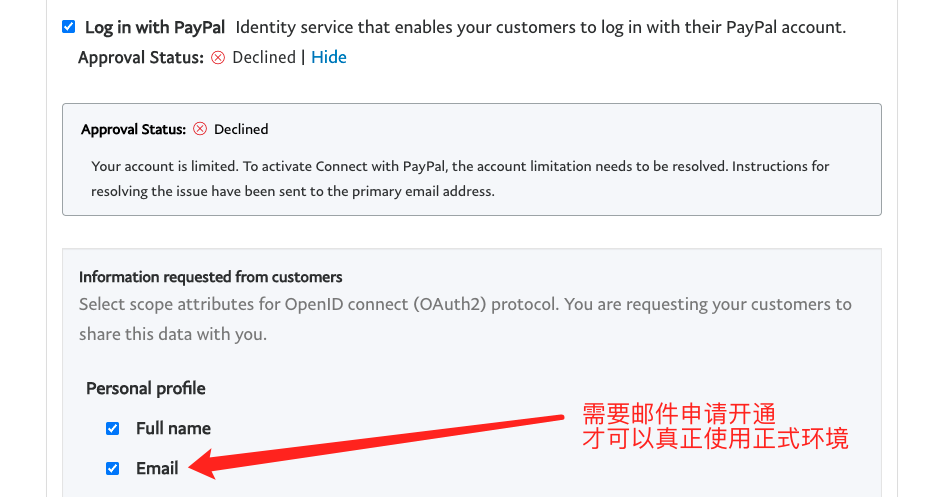 Log in with PayPal Identity service that enables your customers to log in with their PayPal account.
Approval Status: Declined | Hide
Approval Status: Declined
Your account is limited. To activate Connect with PayPal, the account limitation needs to be resolved. Instructions for
resolving the issue have been sent to the primary email address.
Information requested from customers
Select scope attributes for OpenID connect (OAuth2) protocol. You are requesting your customers to
share this data with you.
Personal profile
Full name
需要邮件申请开通
才可以真正使用正式环境
Email